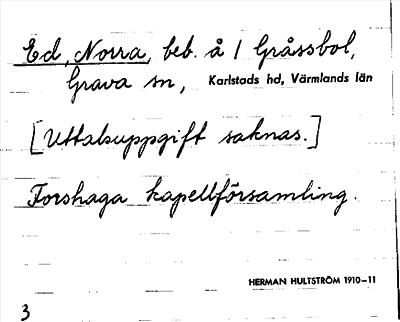 Ed, Norra, beb. å 1 Gråssbol,
Grava sn, Karlstads hd, Värmlands län
[Uttalsuppgift saknas.]
Forshaga kapellförsamling.
HERMAN HULTSTRÖM 1910-11
3